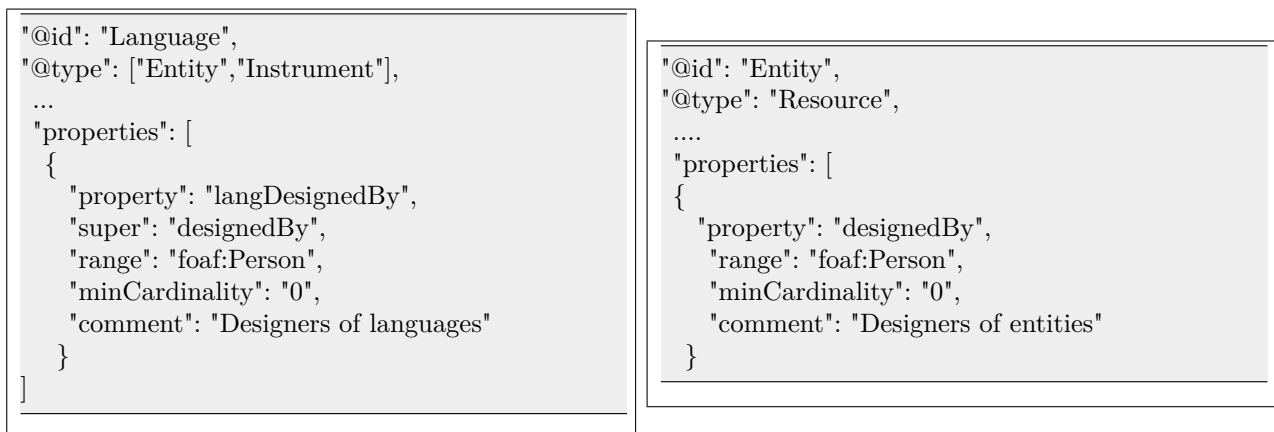 "@id": "Language",
"@type": ["Entity","Instrument"],
...
"properties": [
{
"property": "langDesignedBy",
"super": "designedBy",
"range": "foaf:Person",
"minCardinality": "0",
"comment": "Designers of languages"
}
]
"@id": "Entity",
"@type": "Resource",
....
"properties": [
{
"property": "designedBy",
"range": "foaf:Person",
"minCardinality": "0",
"comment": "Designers of entities"
}